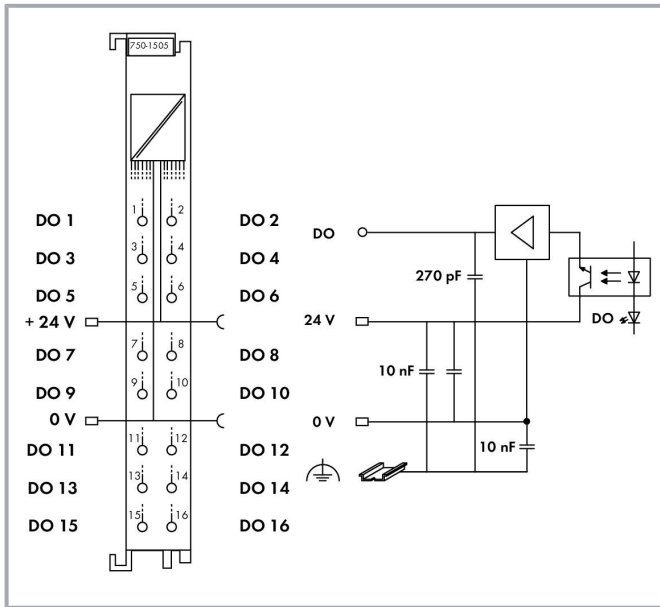 750-1505
1 2
DO 1 DO 2
3 4
DO 3 DO 4
5 6
DO 5 DO 6
+ 24 V
7 8
DO 7 DO 8
9 10
DO 9 DO 10
0 V
11 12
DO 11 DO 12
13 14
DO 13 DO 14
15 16
DO 15 DO 16
DO
270 pF
24 V
DO
10 nF
0 V
10 nF